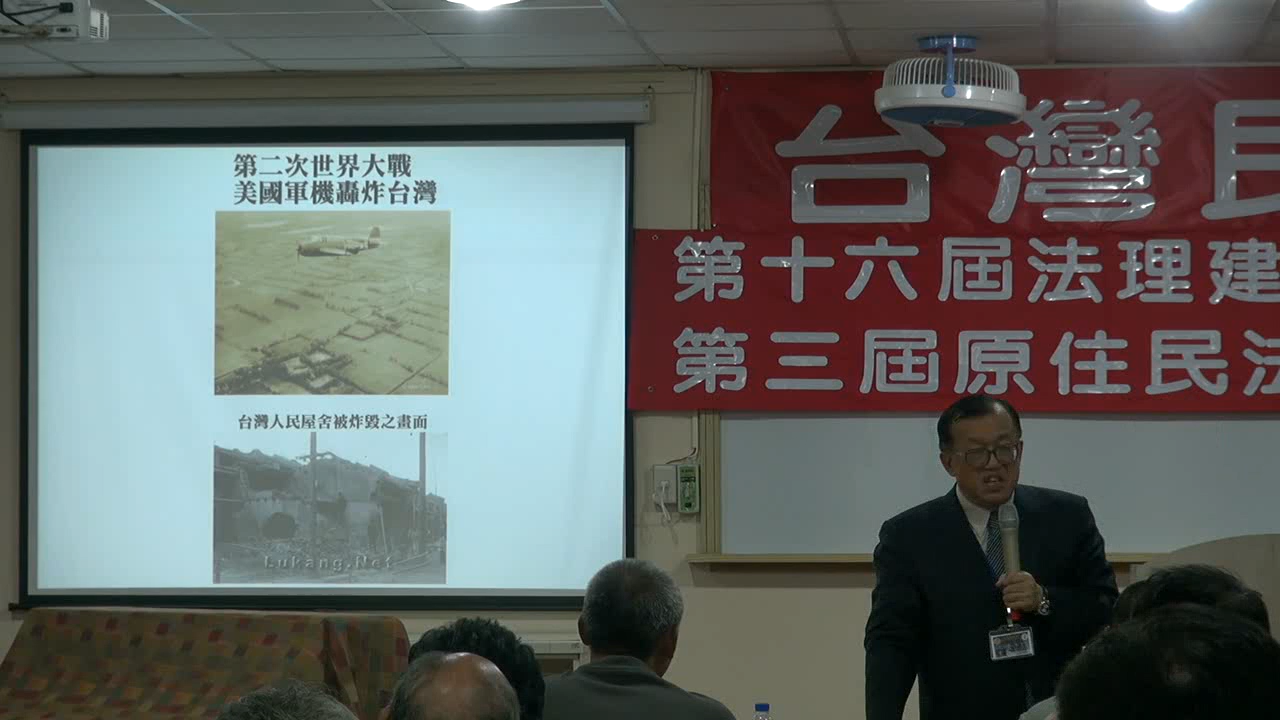 第二次世界大戰
美國軍機轟炸台灣
台灣人民屋舍被炸毀之畫面
Lukang.Net
台灣民
第十六屆法理建
第三屆原住民法